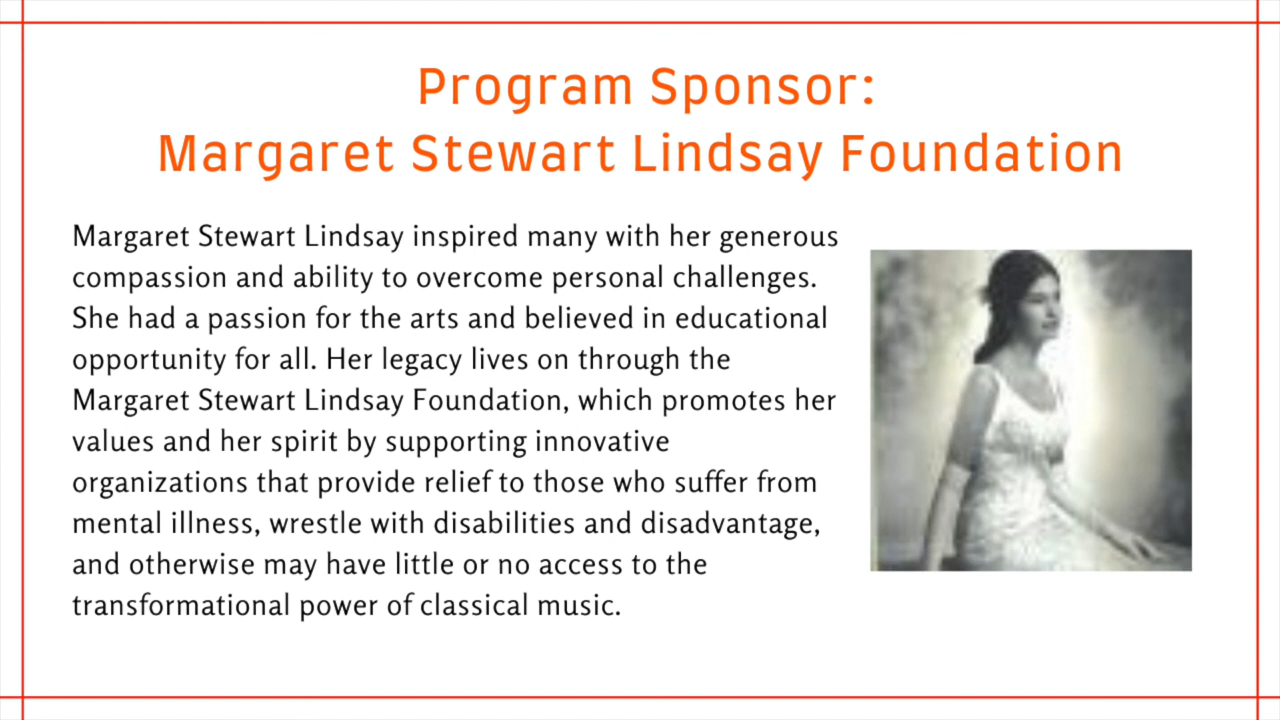 Program Sponsor:
Margaret Stewart Lindsay Foundation
Margaret Stewart Lindsay inspired many with her generous
compassion and ability to overcome personal challenges.
She had a passion for the arts and believed in educational
opportunity for all. Her legacy lives on through the
Margaret Stewart Lindsay Foundation, which promotes her
values and her spirit by supporting innovative
organizations that provide relief to those who suffer from
mental illness, wrestle with disabilities and disadvantage,
and otherwise may have little or no access to the
transformational power of classical music.